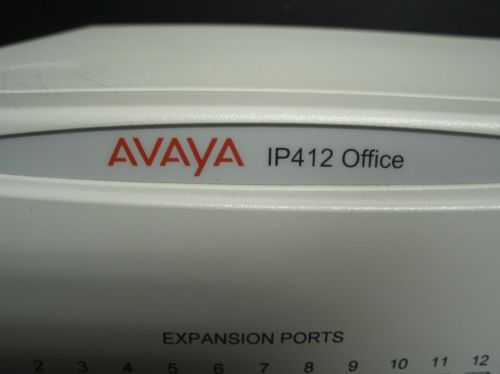 AVAYA IP412 Office
EXPANSION PORTS
2 3 4 5 6 7 8 9 10 11 12